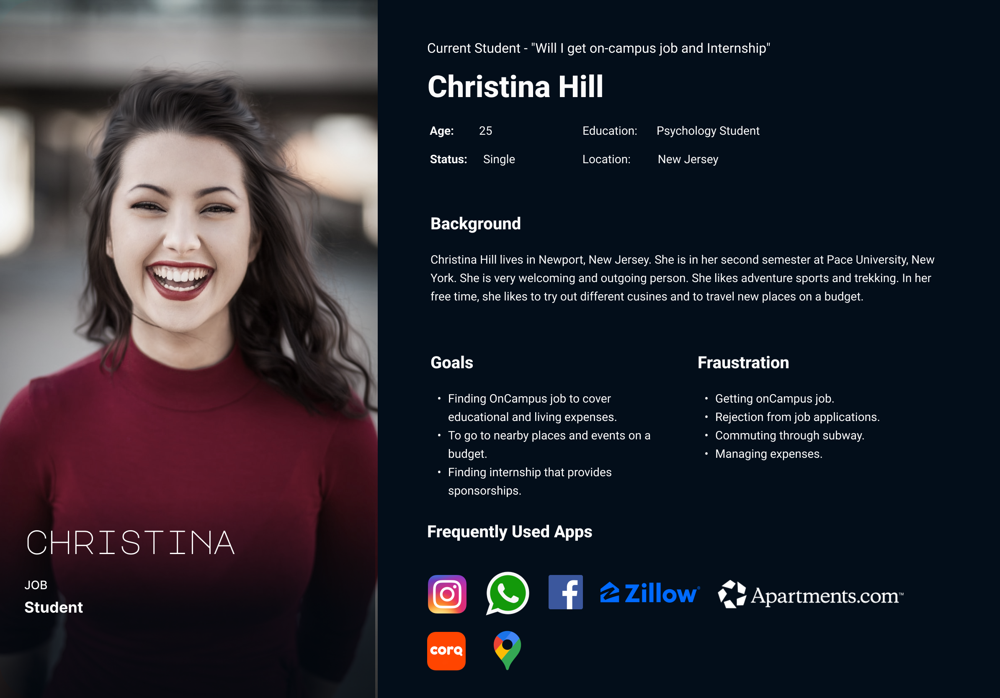 CHRISTINA
JOB
Student
Current Student - "Will I get on-campus job and Internship"
Christina Hill
Age: 25 Education: Psychology Student
Status: Single Location: New Jersey
Background
Christina Hill lives in Newport, New Jersey. She is in her second semester at Pace University, New
York. She is very welcoming and outgoing person. She likes adventure sports and trekking. In her
free time, she likes to try out different cusines and to travel new places on a budget.
Goals
• Finding OnCampus job to cover
educational and living expenses.
• To go to nearby places and events on a
budget.
• Finding internship that provides
sponsorships.
Fraustration
• Getting onCampus job.
• Rejection from job applications.
• Commuting through subway.
• Managing expenses.
Frequently Used Apps
f Zillow® Apartments.com™
corq